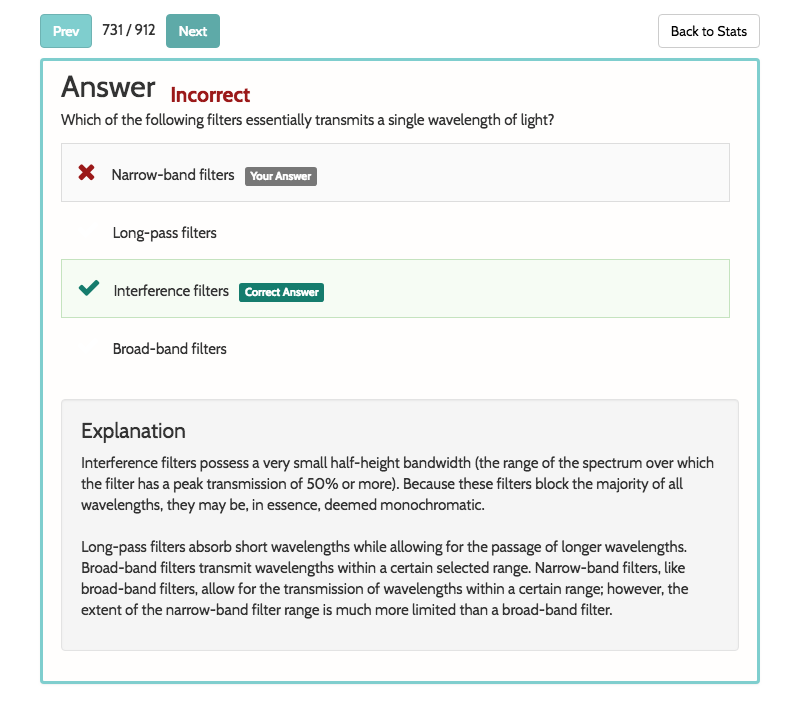 Prev 731 / 912 Next Back to Stats
Answer Incorrect
Which of the following filters essentially transmits a single wavelength of light?
Narrow-band filters Your Answer
Long-pass filters
Interference filters Correct Answer
Broad-band filters
Explanation
Interference filters possess a very small half-height bandwidth (the range of the spectrum over which
the filter has a peak transmission of 50% or more). Because these filters block the majority of all
wavelengths, they may be, in essence, deemed monochromatic.
Long-pass filters absorb short wavelengths while allowing for the passage of longer wavelengths.
Broad-band filters transmit wavelengths within a certain selected range. Narrow-band filters, like
broad-band filters, allow for the transmission of wavelengths within a certain range; however, the
extent of the narrow-band filter range is much more limited than a broad-band filter.